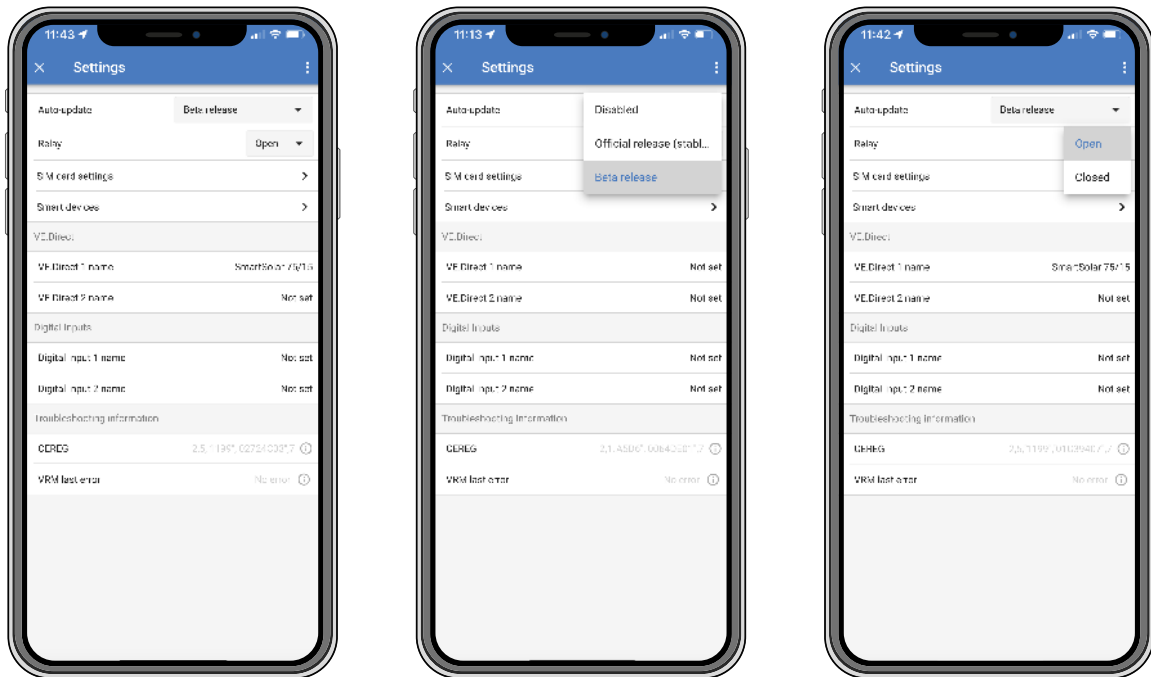 11:43
Settings
Auto-update Beta release
Relay Open
SIM card settings
Smart devices
VE.Direct
VE.Direct 1 name SmartSolar 75/15
VE.Direct 2 name Not set
Digital Inputs
Digital input 1 name Not set
Digital input 2 name Not set
Troubleshooting information
CEREG
VRM last error No error
11:13
Settings
Auto-update
Disabled
Relay
Official release (stabl...
SIM card settings
Beta release
Smart devices
VE.Direct
VE.Direct 1 name Not set
VE.Direct 2 name Not set
Digital Inputs
Digital input 1 name Not set
Digital input 2 name Not set
Troubleshooting information
CEREG
VRM last error No error
11:42
Settings
Auto-update Beta release
Relay Open
SIM card settings Closed
Smart devices
VE.Direct
VE.Direct 1 name SmartSolar 75/15
VE.Direct 2 name Not set
Digital Inputs
Digital input 1 name Not set
Digital input 2 name Not set
Troubleshooting information
CEREG
VRM last error No error